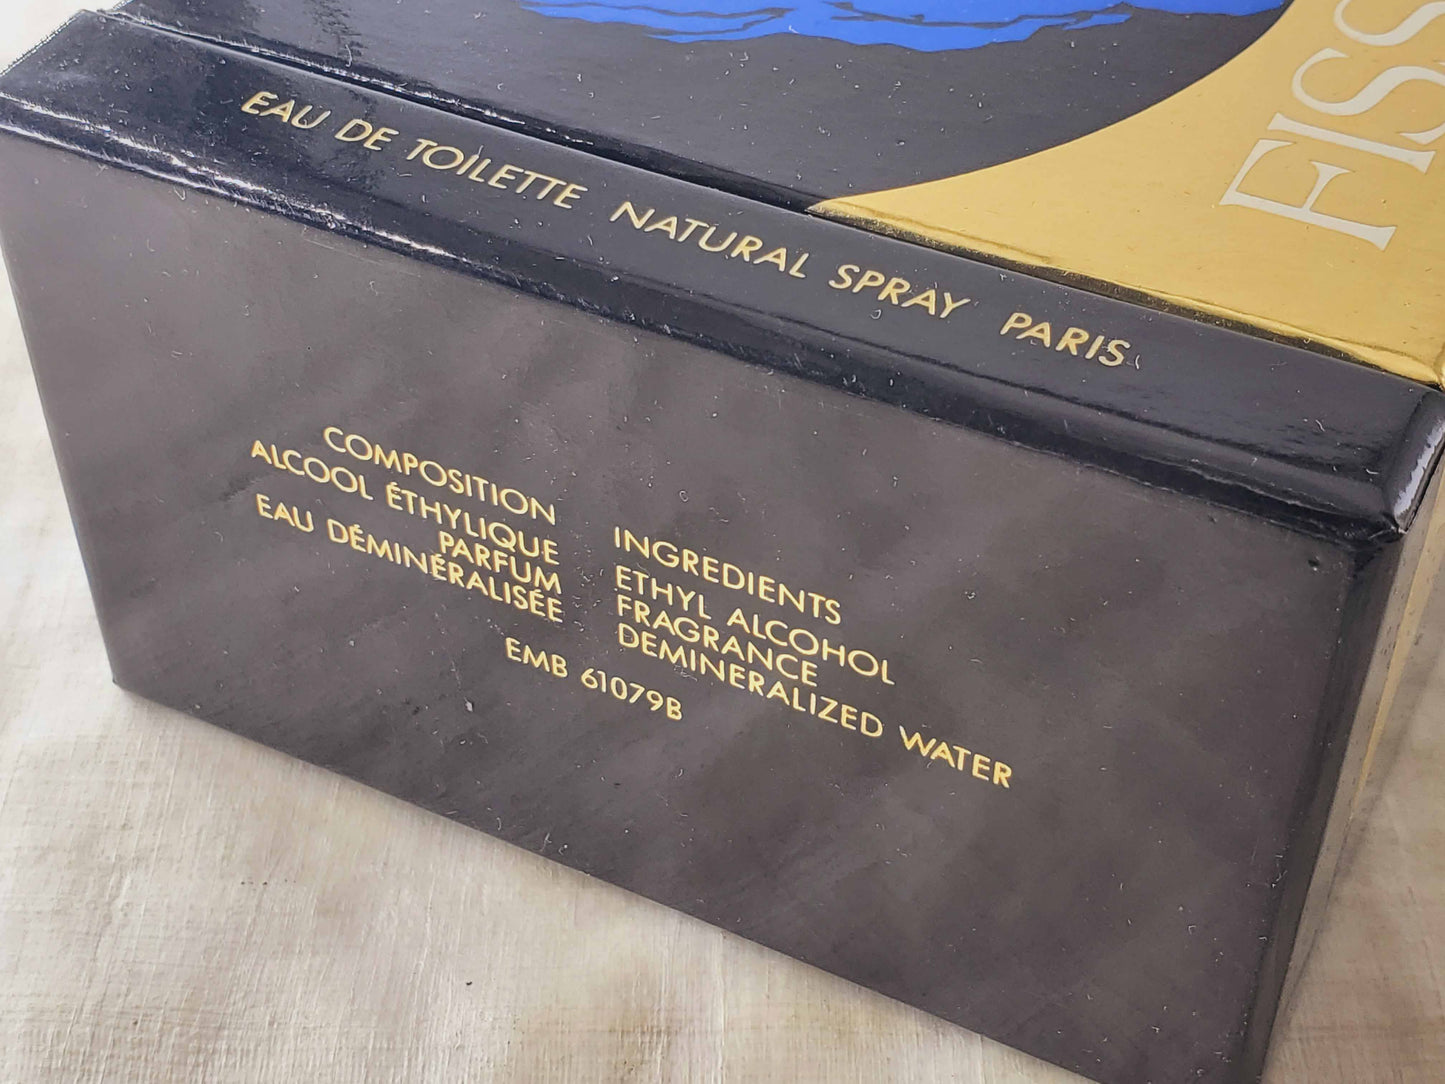 FISS
EAU DE TOILETTE NATURAL SPRAY PARIS
COMPOSITION
ALCOOL ÉTHYLIQUE
PARFUM
EAU DÉMINÉRALISÉE
INGREDIENTS
ETHYL ALCOHOL
FRAGRANCE
DEMINERALIZED WATER
EMB 61079B